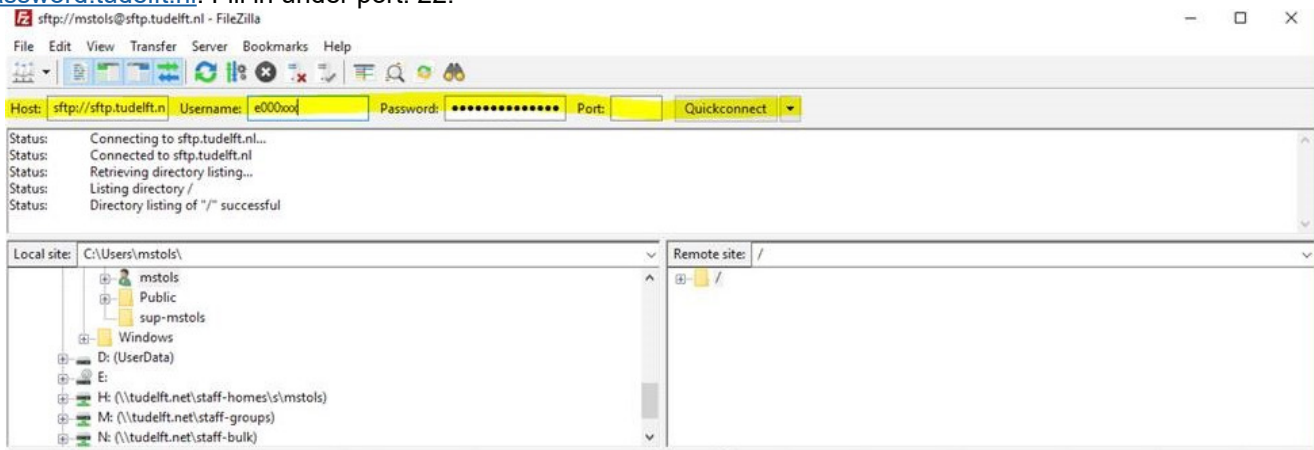 assword.tudelft.nl. Fill in under port: 22.
sftp://mstols@sftp.tudelft.nl - FileZilla
File Edit View Transfer Server Bookmarks Help
Host: sftp://sftp.tudelft.n Username: e000xxx Password: •••••••••••••• Port: Quickconnect
Status: Connecting to sftp.tudelft.nl...
Status: Connected to sftp.tudelft.nl
Status: Retrieving directory listing...
Status: Listing directory /
Status: Directory listing of "/" successful
Local site: C:\Users\mstols\
Remote site: /
mstols
/
Public
sup-mstols
Windows
D: (UserData)
E:
H: (\\tudelft.net\staff-homes\s\mstols)
M: (\\tudelft.net\staff-groups)
N: (\\tudelft.net\staff-bulk)